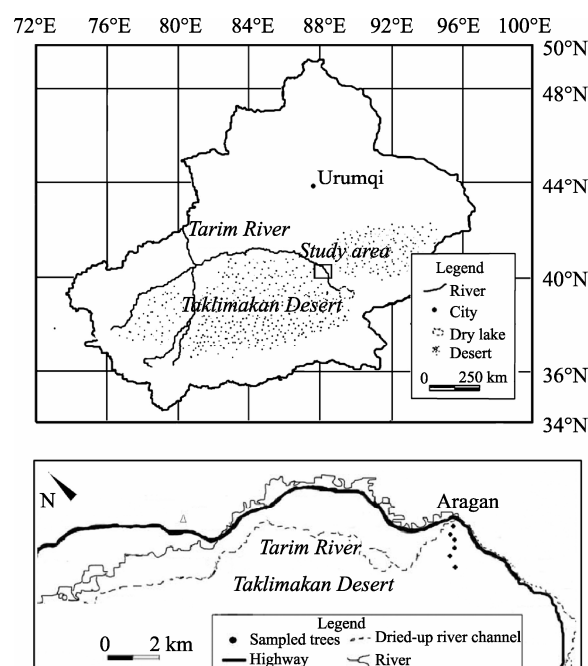 72°E 76°E 80°E 84°E 88°E 92°E 96°E 100°E
50°N
48°N
Urumqi
44°N
Tarim River
Study area
Legend
40°N
River
Taklimakan Desert
City
Dry lake
Desert
0 250 km
36°N
34°N
N
Aragan
Tarim River
Taklimakan Desert
Legend
0 2 km
Sampled trees
Dried-up river channel
Highway
River